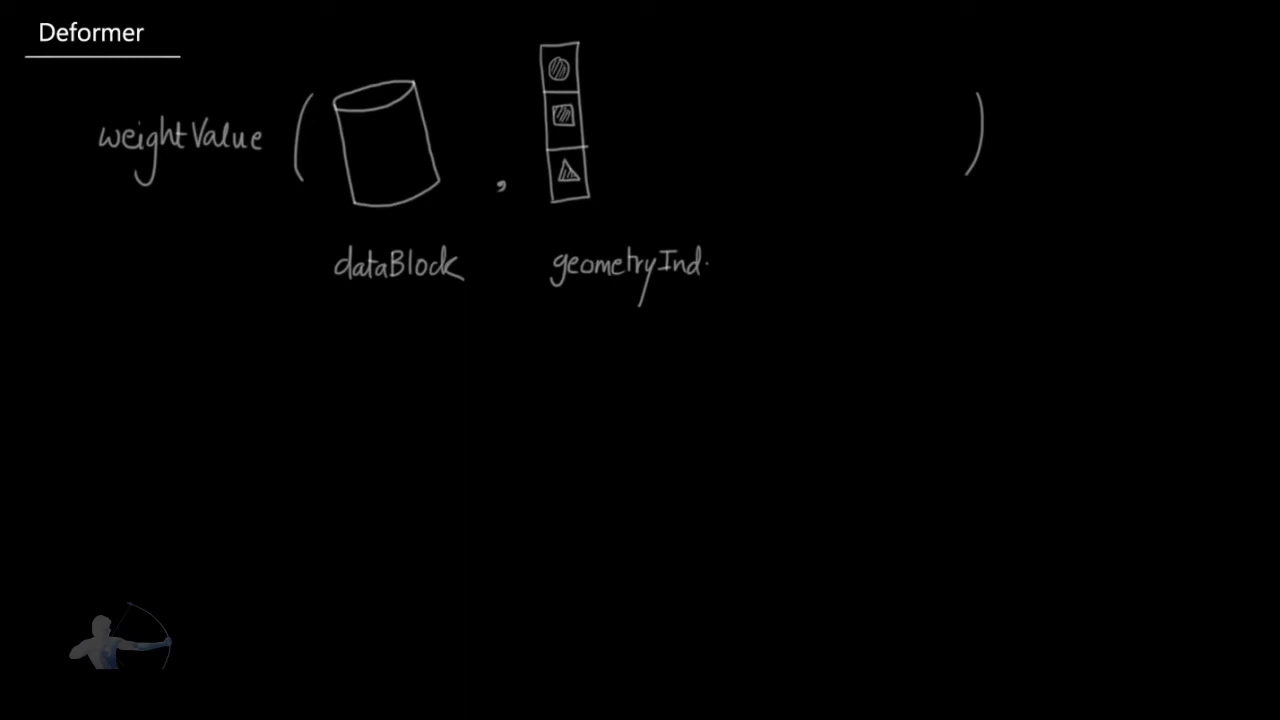 Deformer
weightValue ( , )
dataBlock geometryInd.